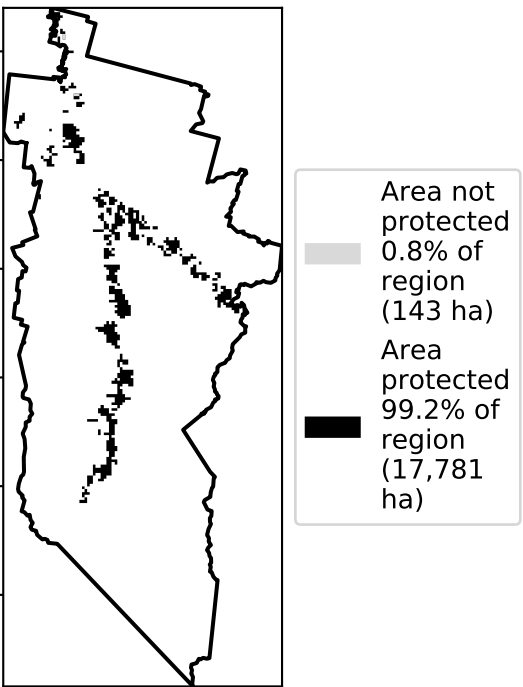 Area not
protected
0.8% of
region
(143 ha)
Area
protected
99.2% of
region
(17,781
ha)